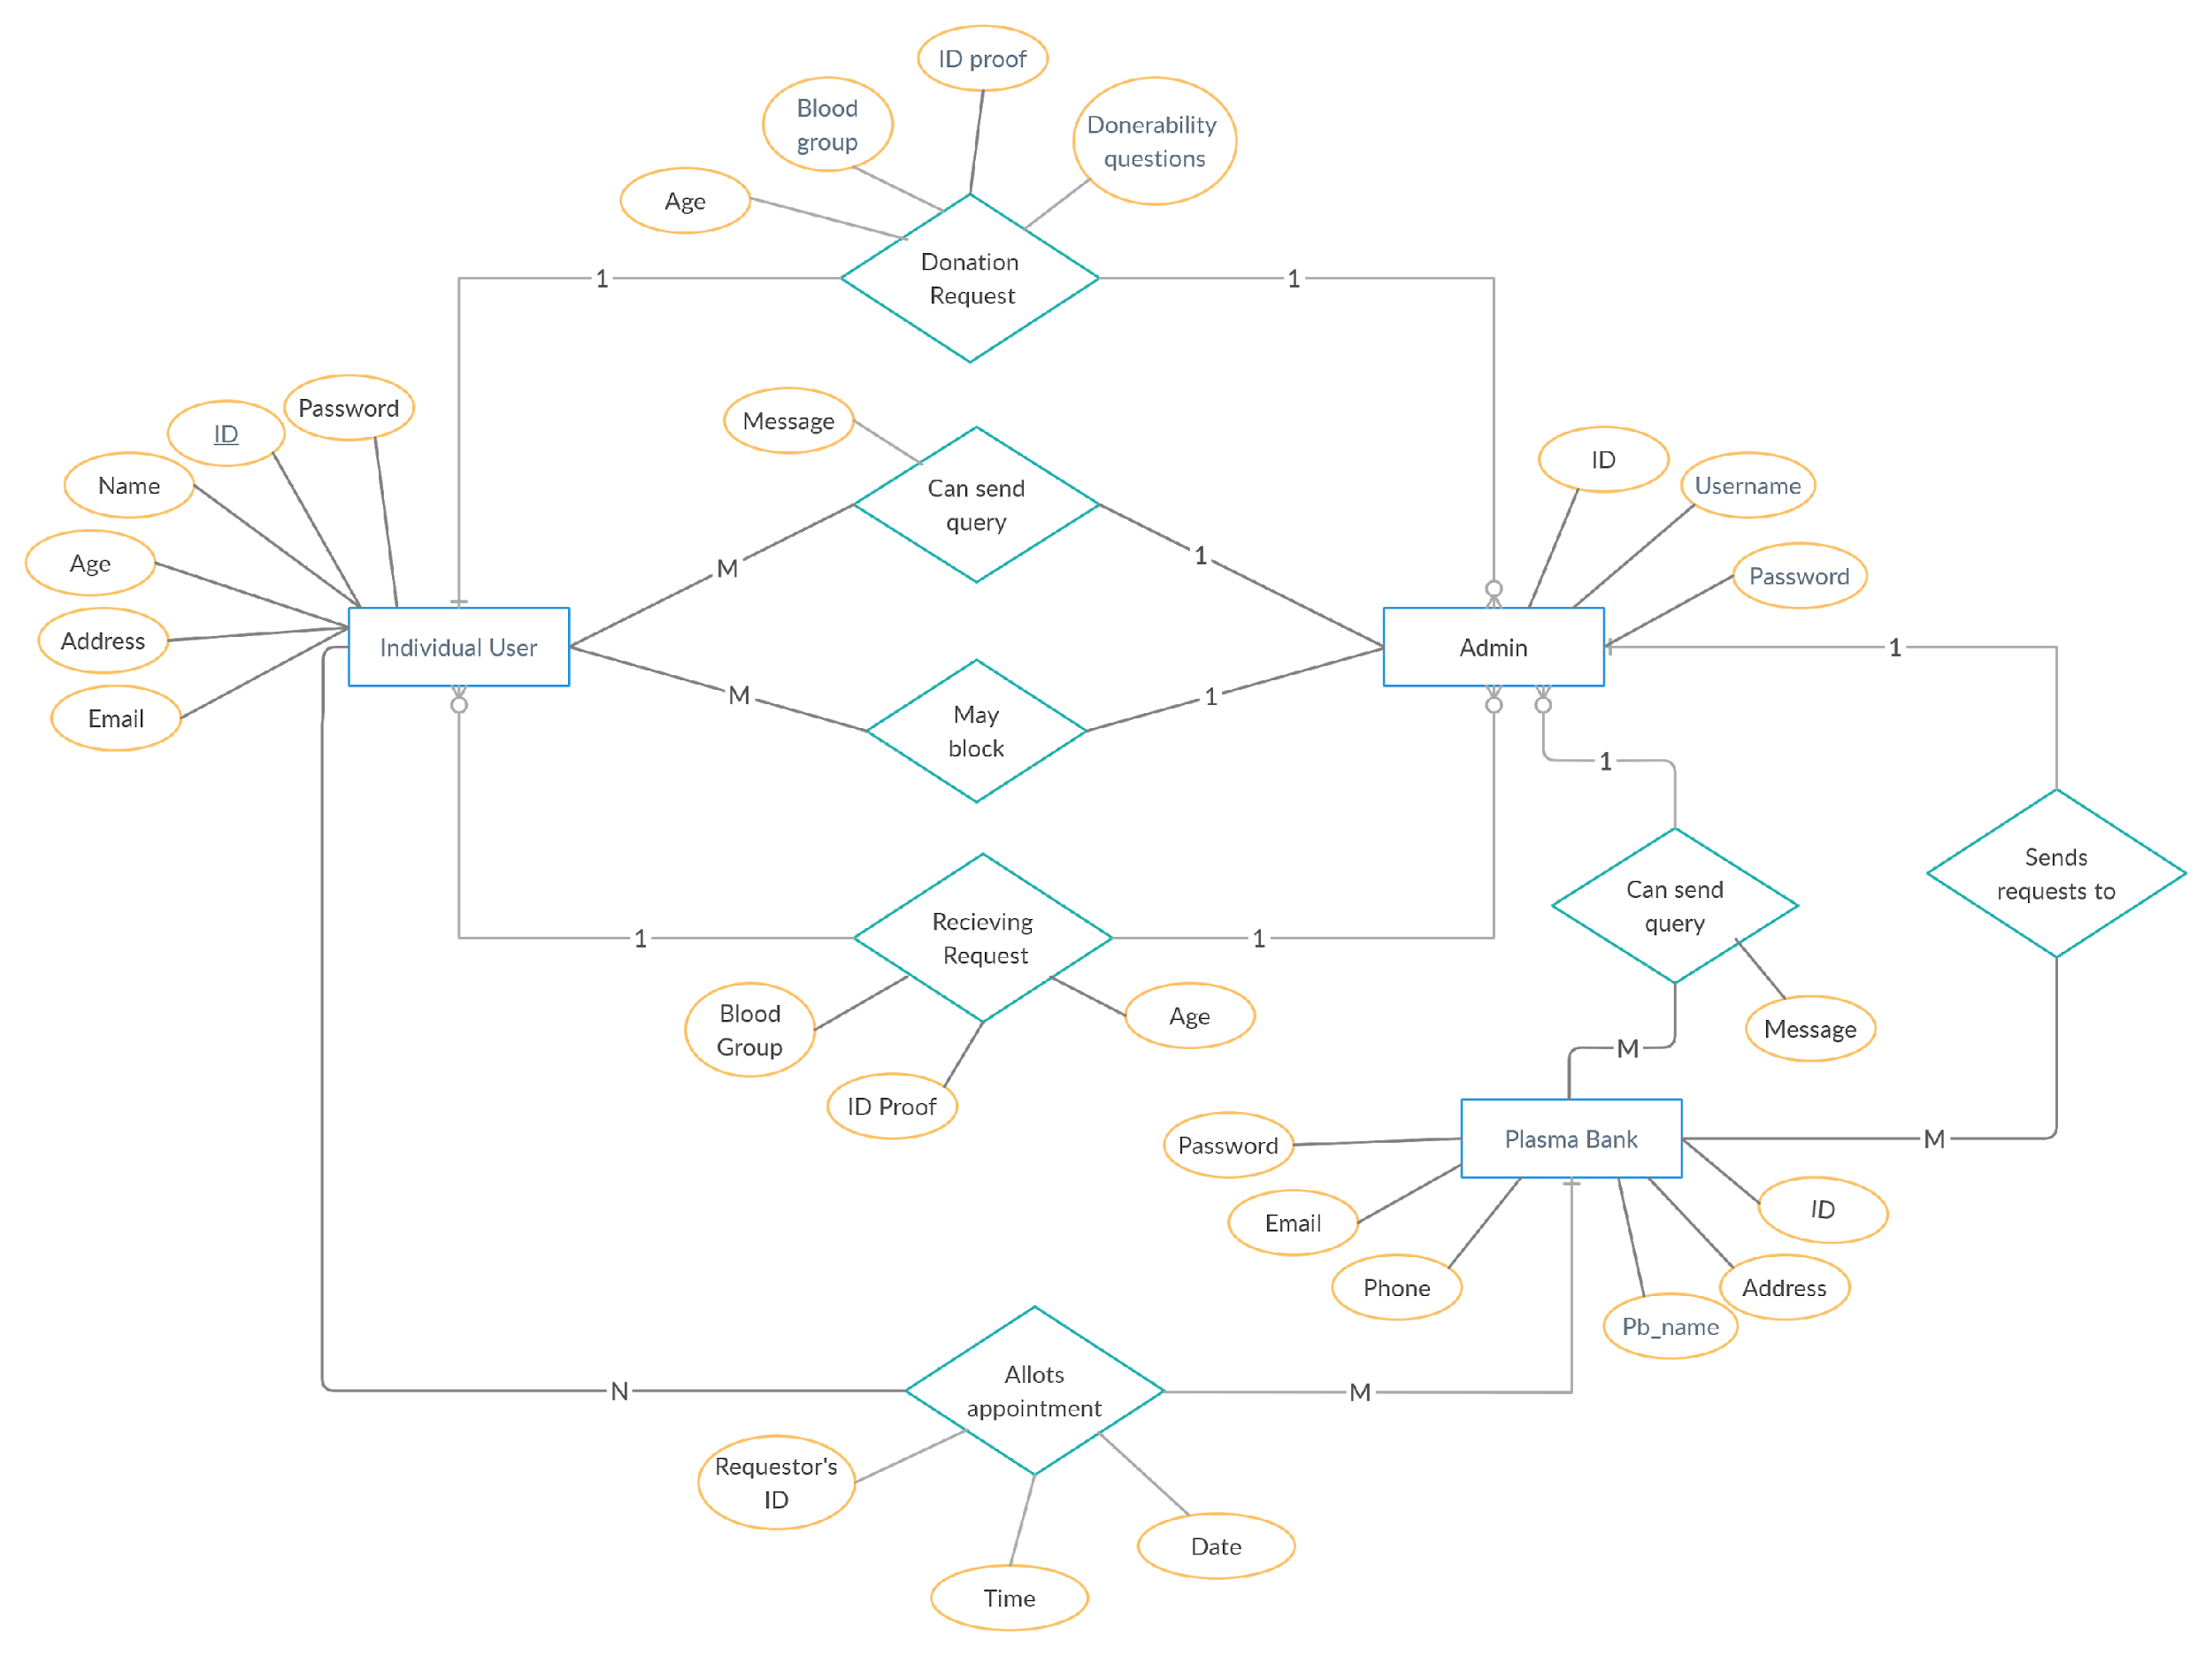 ID proof
Blood
group
Donerability
questions
Age
Donation
Request
1
1
Password
ID
Name
Age
Address
Email
Individual User
Message
Can send
query
M
1
May
block
M
1
ID
Username
Password
Admin
1
1
Sends
requests to
Can send
query
Message
M
M
Recieving
Request
1
1
Blood
Group
ID Proof
Age
Plasma Bank
Password
Email
Phone
Pb_name
Address
ID
Allots
appointment
N
M
Requestor's
ID
Time
Date